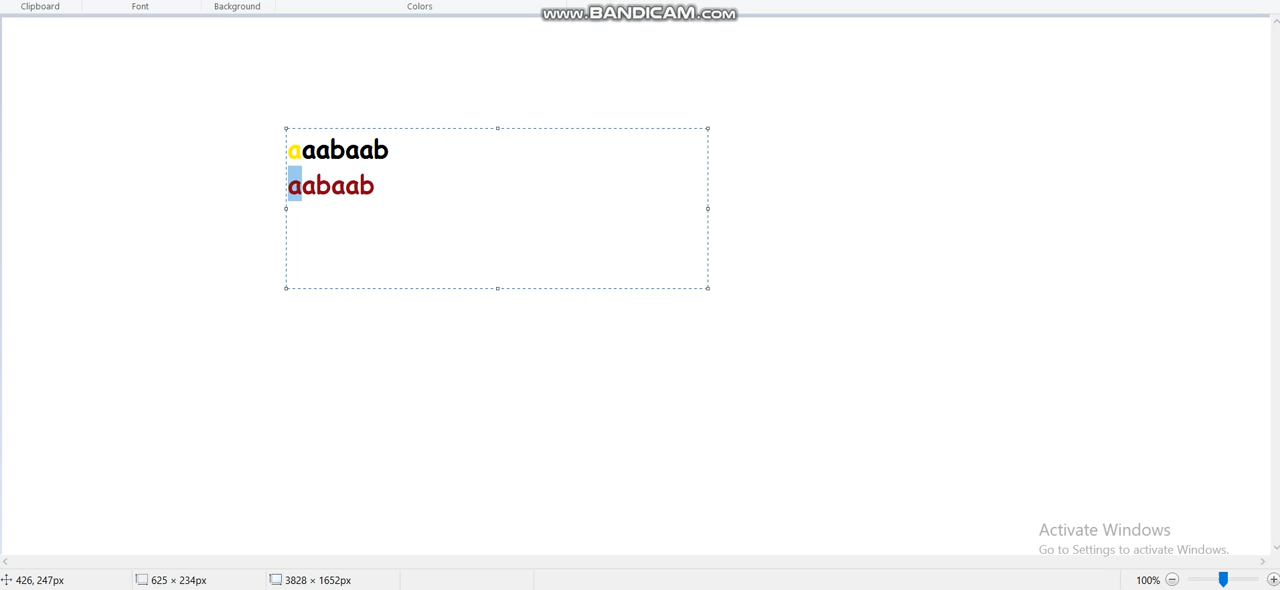 Clipboard Font Background Colors
www.BANDICAM.com
aaabaab
aabaab
Activate Windows
Go to Settings to activate Windows.
426, 247px 625 × 234px 3828 × 1652px 100%